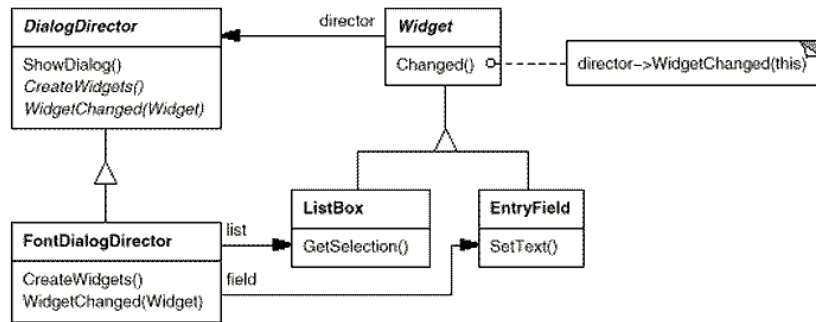 DialogDirector
ShowDialog()
CreateWidgets()
WidgetChanged(Widget)
director
Widget
Changed()
director->WidgetChanged(this)
FontDialogDirector
CreateWidgets()
WidgetChanged(Widget)
list
field
ListBox
GetSelection()
EntryField
SetText()